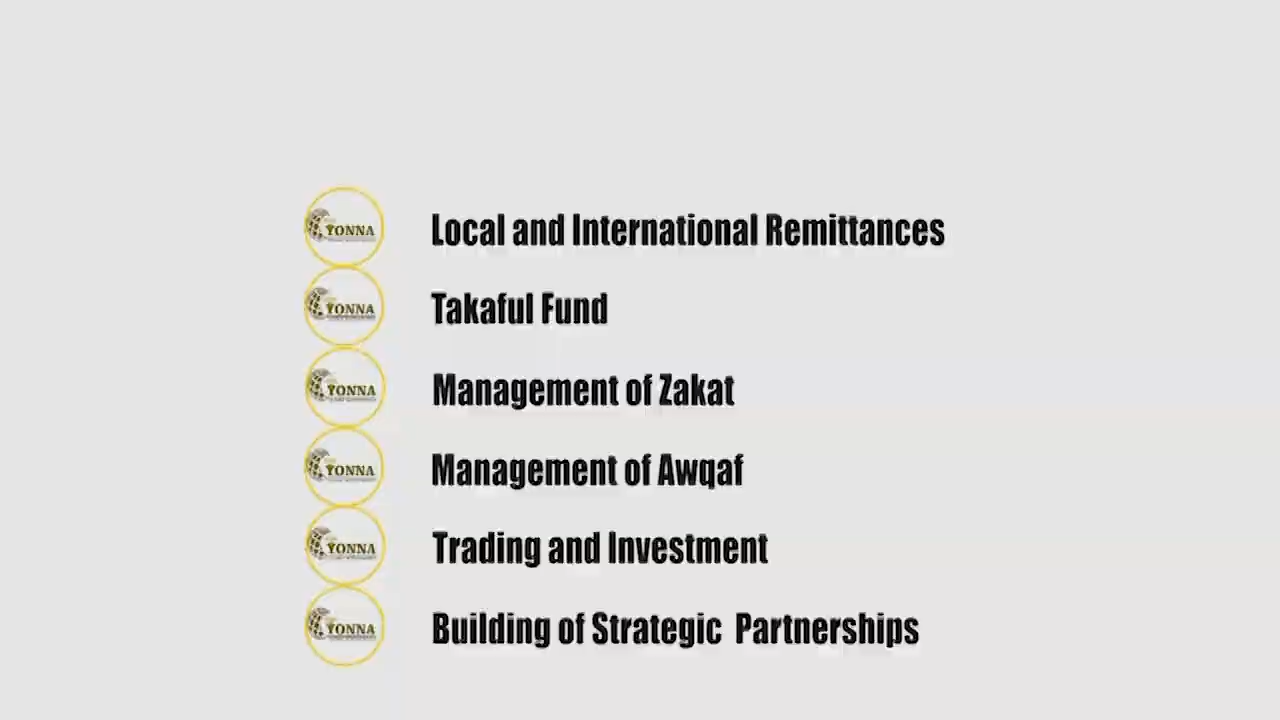 YONNA
Local and International Remittances
YONNA
Takaful Fund
YONNA
Management of Zakat
YONNA
Management of Awqaf
YONNA
Trading and Investment
YONNA
Building of Strategic Partnerships